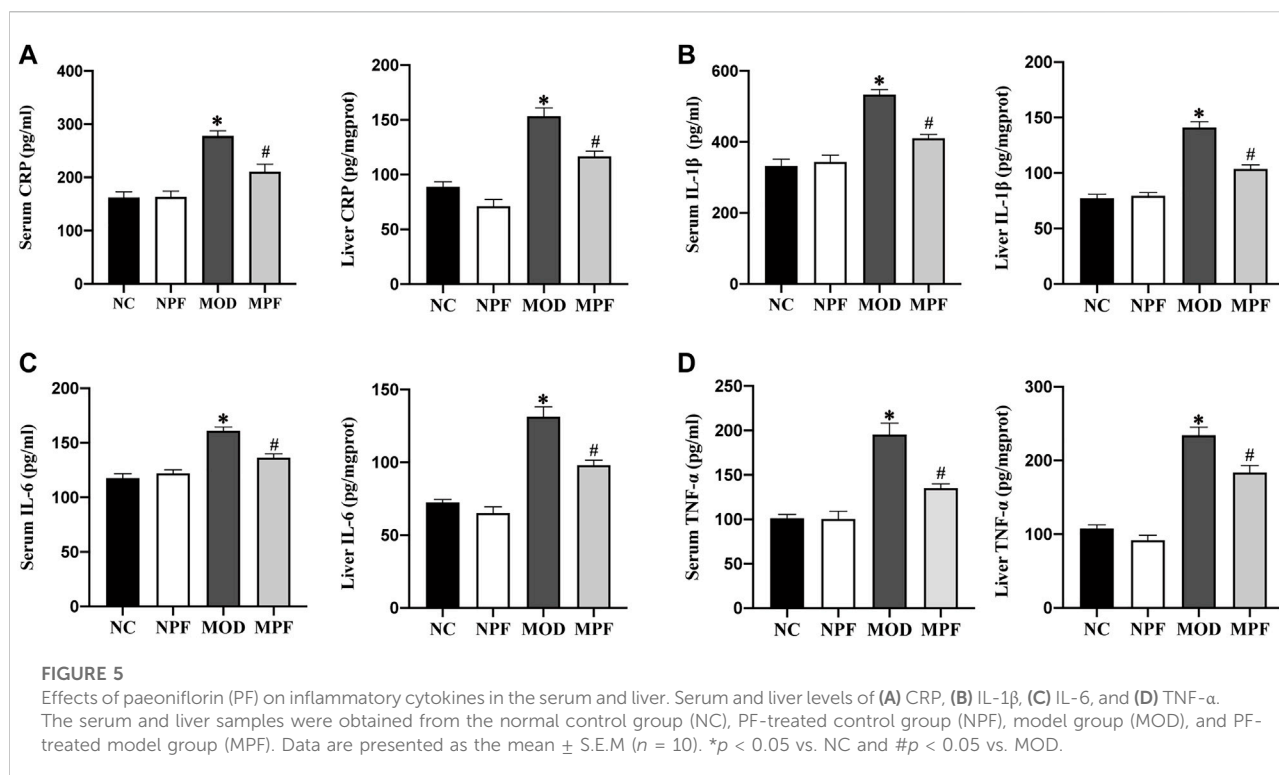 A
Serum CRP (pg/ml)
400
300
200
100
0
NC NPF MOD MPF
*
#
Liver CRP (pg/mgprot)
200
150
100
50
0
NC NPF MOD MPF
*
#
B
Serum IL-1β (pg/ml)
600
400
200
0
NC NPF MOD MPF
*
#
Liver IL-1β (pg/mgprot)
200
150
100
50
0
NC NPF MOD MPF
*
#
C
Serum IL-6 (pg/ml)
200
150
100
50
0
NC NPF MOD MPF
*
#
Liver IL-6 (pg/mgprot)
150
100
50
0
NC NPF MOD MPF
*
#
D
Serum TNF-α (pg/ml)
250
200
150
100
50
0
NC NPF MOD MPF
*
#
Liver TNF-α (pg/mgprot)
300
200
100
0
NC NPF MOD MPF
*
#
FIGURE 5
Effects of paeoniflorin (PF) on inflammatory cytokines in the serum and liver. Serum and liver levels of (A) CRP, (B) IL-1β, (C) IL-6, and (D) TNF-α.
The serum and liver samples were obtained from the normal control group (NC), PF-treated control group (NPF), model group (MOD), and PF-
treated model group (MPF). Data are presented as the mean ± S.E.M (n = 10). *p < 0.05 vs. NC and #p < 0.05 vs. MOD.